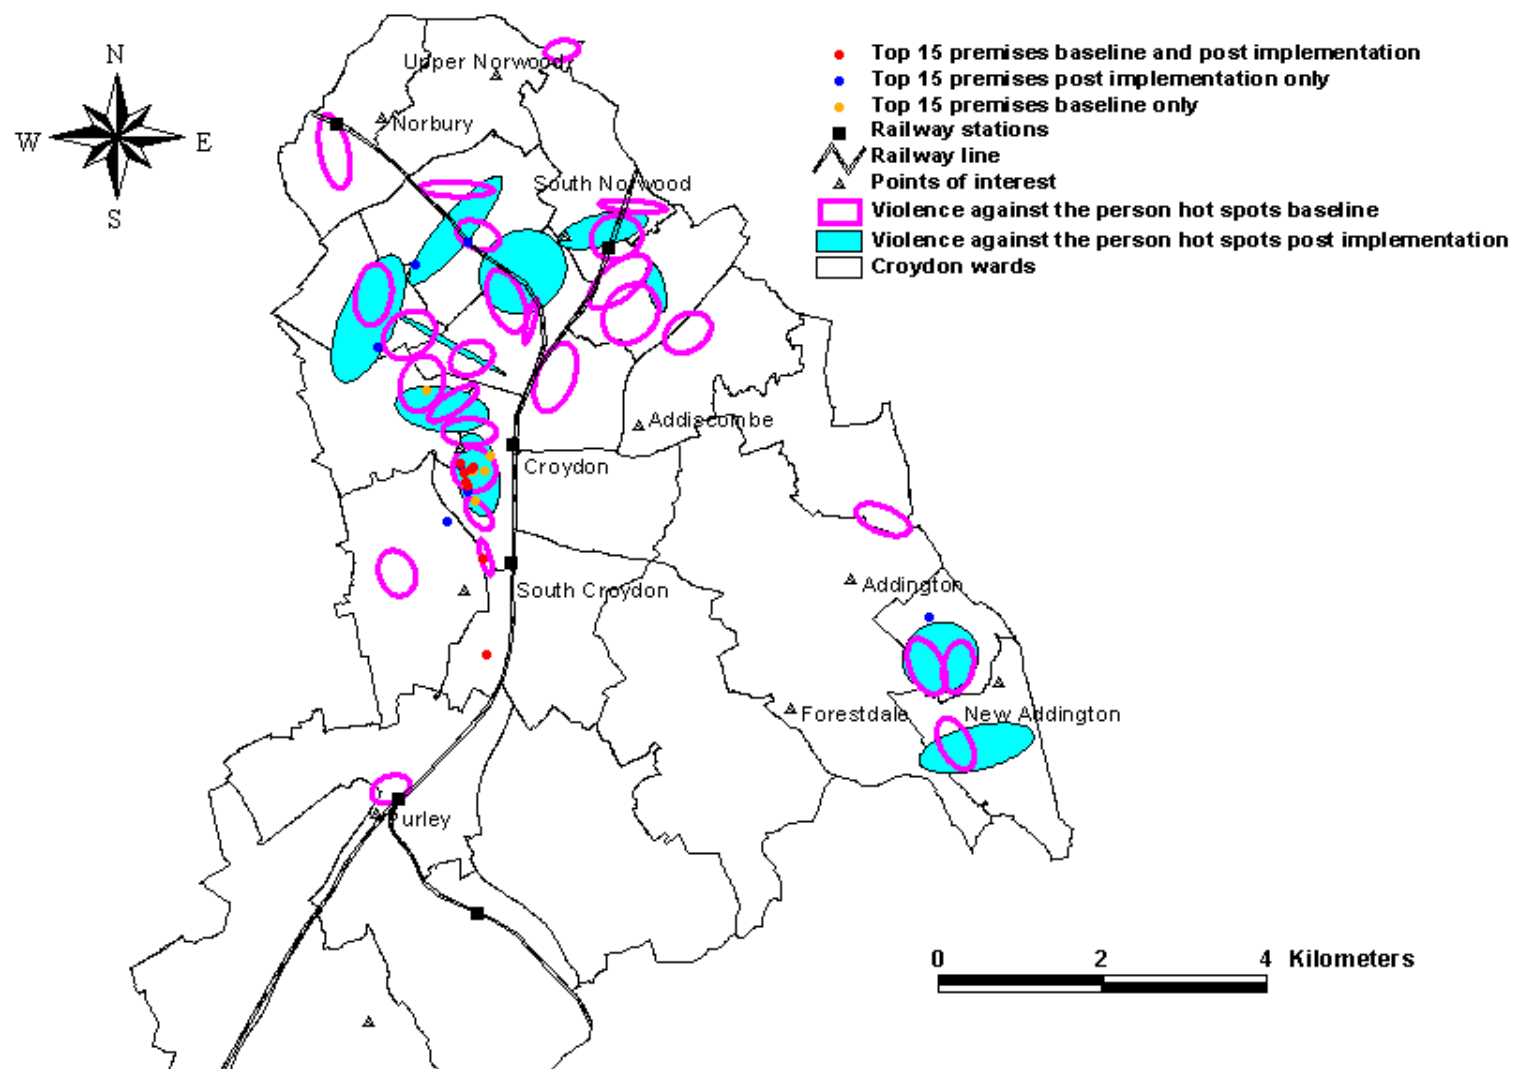 N
W
E
S
Top 15 premises baseline and post implementation
Top 15 premises post implementation only
Top 15 premises baseline only
Railway stations
Railway line
Points of interest
Violence against the person hot spots baseline
Violence against the person hot spots post implementation
Croydon wards
Upper Norwood
Norbury
South Norwood
Addiscombe
Croydon
Addington
South Croydon
Forestdale
New Addington
Purley
0 2 4 Kilometers